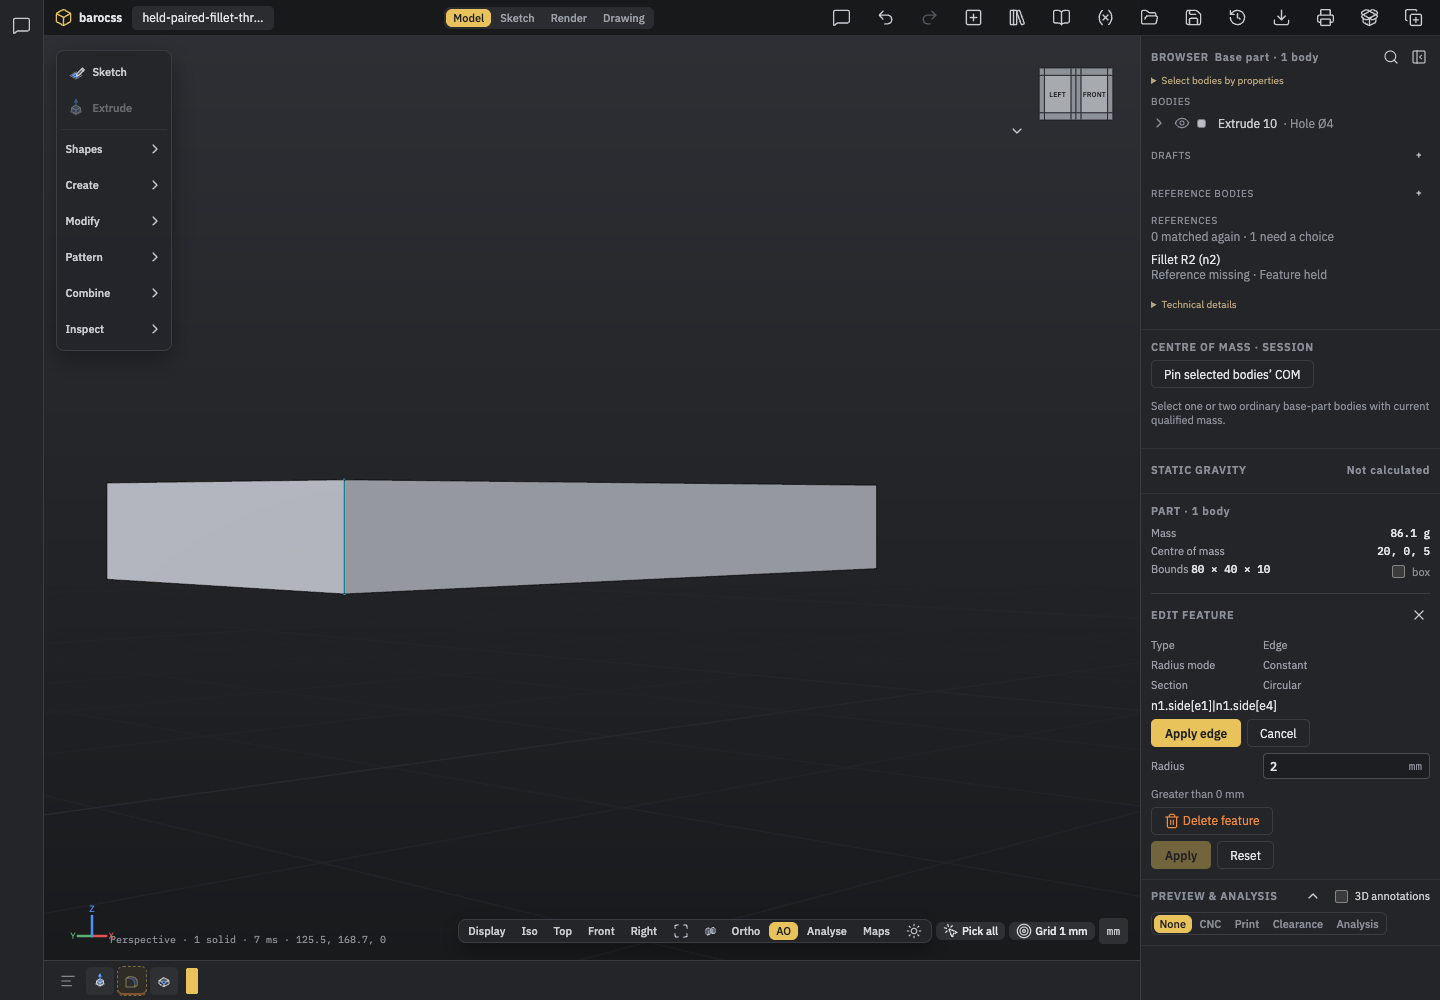 barocss
held-paired-fillet-thr...
Model
Sketch
Render
Drawing
Sketch
Extrude
Shapes
Create
Modify
Pattern
Combine
Inspect
LEFT
FRONT
BROWSER Base part · 1 body
Select bodies by properties
BODIES
Extrude 10 · Hole Ø4
DRAFTS
REFERENCE BODIES
REFERENCES
0 matched again · 1 need a choice
Fillet R2 (n2)
Reference missing · Feature held
Technical details
CENTRE OF MASS · SESSION
Pin selected bodies’ COM
Select one or two ordinary base-part bodies with current
qualified mass.
STATIC GRAVITY Not calculated
PART · 1 body
Mass 86.1 g
Centre of mass 20, 0, 5
Bounds 80 × 40 × 10 box
EDIT FEATURE
Type Edge
Radius mode Constant
Section Circular
n1.side[e1]|n1.side[e4]
Apply edge Cancel
Radius 2 mm
Greater than 0 mm
Delete feature
Apply Reset
PREVIEW & ANALYSIS 3D annotations
None CNC Print Clearance Analysis
Z
Y X
Perspective · 1 solid · 7 ms · 125.5, 168.7, 0
Display Iso Top Front Right Ortho AO Analyse Maps Pick all Grid 1 mm mm